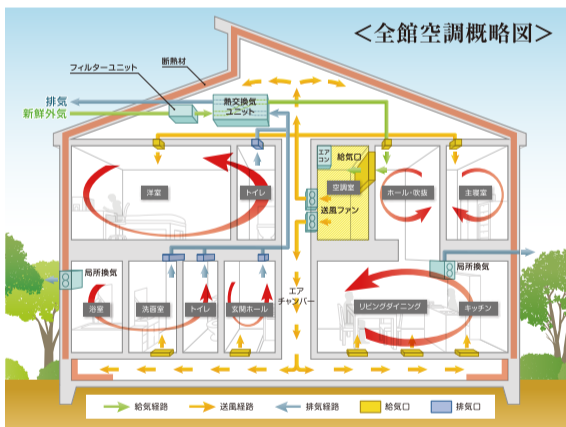 ＜全館空調概略図＞
フィルターユニット
断熱材
排気
新鮮外気
熱交換気
ユニット
エア
コン
給気口
洋室
トイレ
空調室
ホール・吹抜
主寝室
送風ファン
局所換気
局所換気
エア
チャンバー
浴室
洗面室
トイレ
玄関ホール
リビングダイニング
キッチン
給気経路
送風経路
排気経路
給気口
排気口